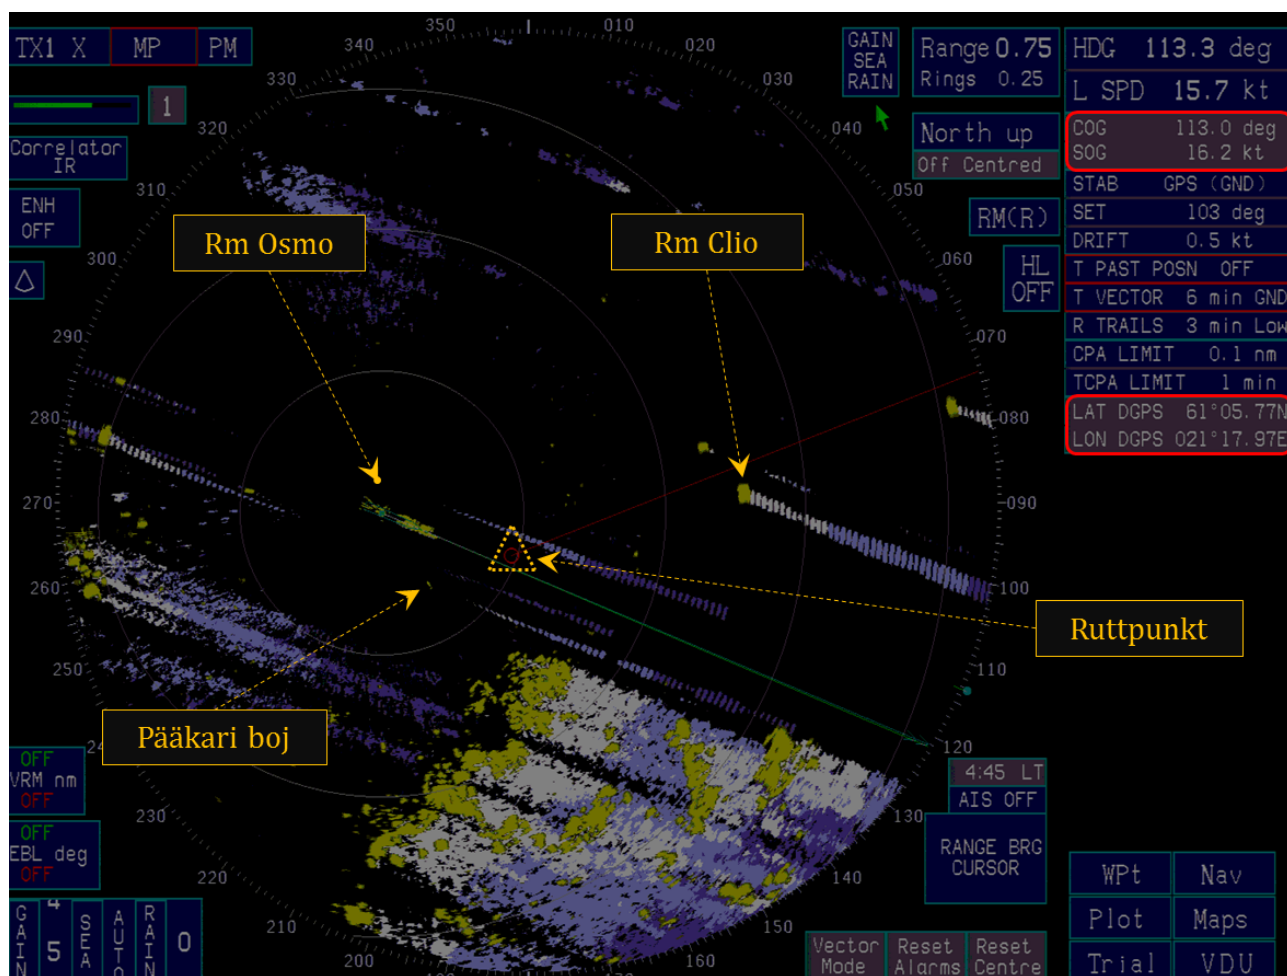 TX1 X MP PM
1
Correlator
IR
ENH
OFF
340 350 010 020
330 030
320 040
310 050
300 060
290 070
280 080
270 090
260 100
250 110
24 120
230 130
220 140
200 160 150
GAIN
SEA
RAIN
Range 0.75
Rings 0.25
North up
Off Centred
RM(R)
HL
OFF
HDG 113.3 deg
L SPD 15.7 kt
COG 113.0 deg
SOG 16.2 kt
STAB GPS (GND)
SET 103 deg
DRIFT 0.5 kt
T PAST POSN OFF
T VECTOR 6 min GND
R TRAILS 3 min Low
CPA LIMIT 0.1 nm
TCPA LIMIT 1 min
LAT DGPS 61°05.77N
LON DGPS 021°17.97E
Rm Osmo
Rm Clio
Ruttpunkt
Pääkari boj
OFF
VRM nm
OFF
OFF
EBL deg
OFF
GAIN
5
SEA
AUTO
RAIN
0
4:45 LT
AIS OFF
RANGE BRG
CURSOR
Vector
Mode
Reset
Alarms
Reset
Centre
WPt Nav
Plot Maps
Trial VDU